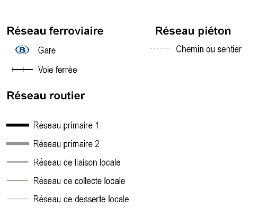 Réseau ferroviaire
B Gare
Voie ferrée
Réseau piéton
Chemin ou sentier
Réseau routier
Réseau primaire 1
Réseau primaire 2
Réseau de liaison locale
Réseau de collecte locale
Réseau de desserte locale